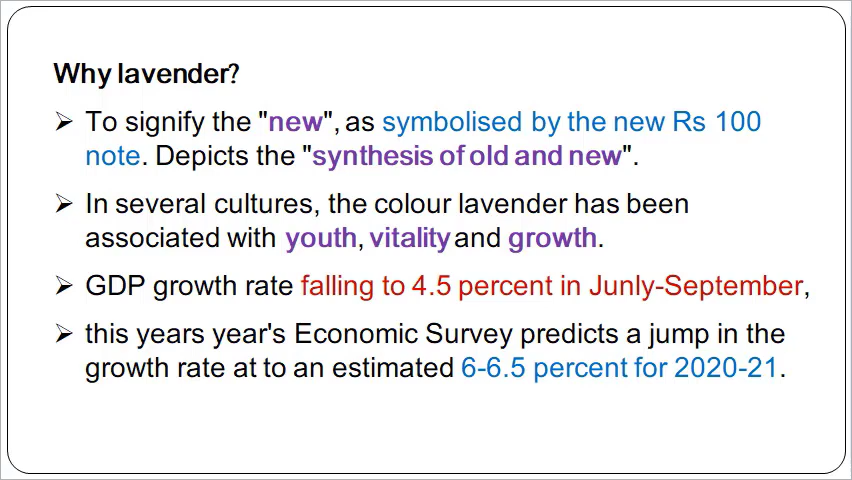 Why lavender?
➢ To signify the "new", as symbolised by the new Rs 100
note. Depicts the "synthesis of old and new".
➢ In several cultures, the colour lavender has been
associated with youth, vitality and growth.
➢ GDP growth rate falling to 4.5 percent in Junly-September,
➢ this years year's Economic Survey predicts a jump in the
growth rate at to an estimated 6-6.5 percent for 2020-21.